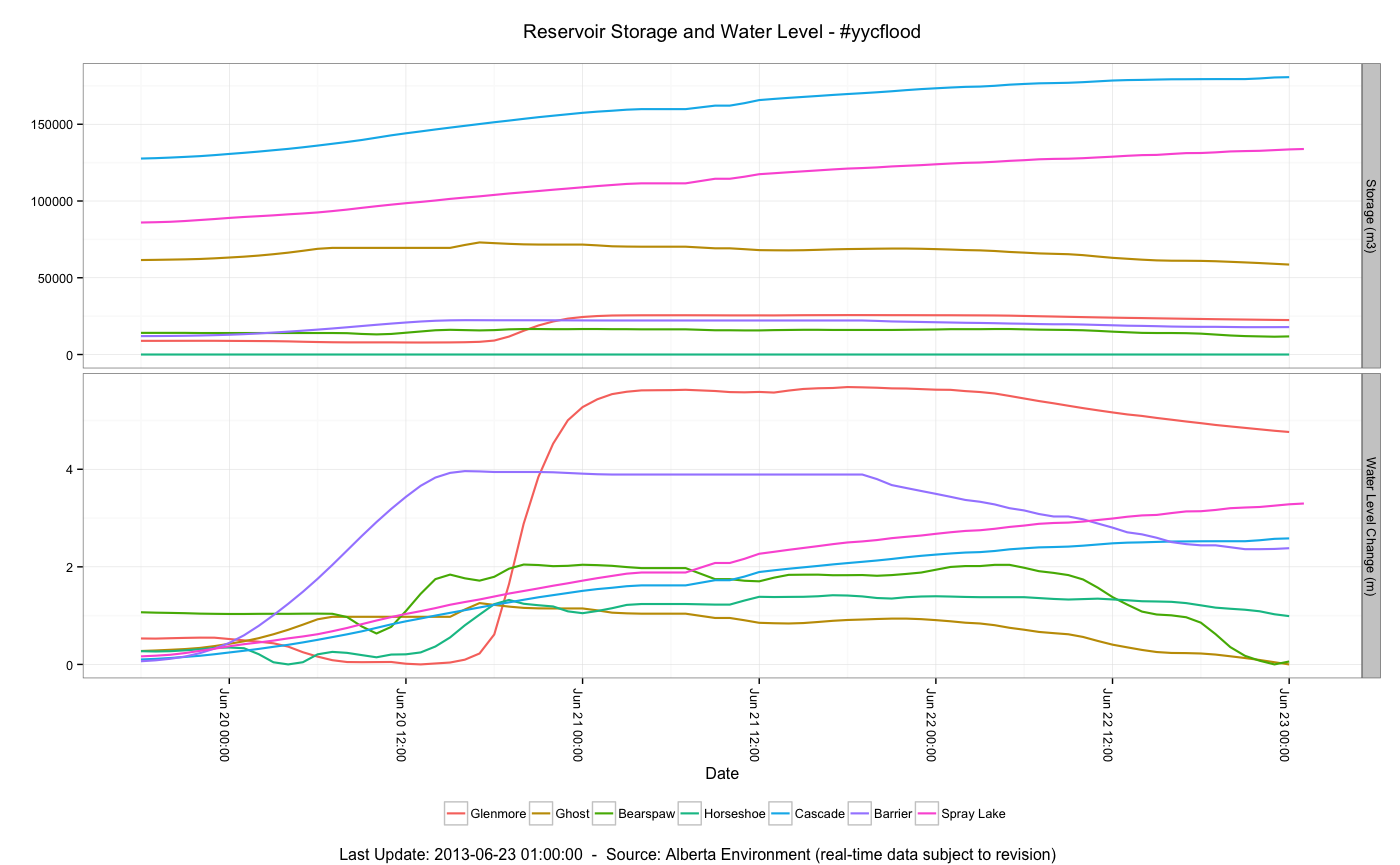 Reservoir Storage and Water Level - #yycflood
150000
100000
50000
0
Storage (m3)
4
2
0
Water Level Change (m)
Jun 20 00:00
Jun 20 12:00
Jun 21 00:00
Jun 21 12:00
Jun 22 00:00
Jun 22 12:00
Jun 23 00:00
Date
Glenmore Ghost Bearspaw Horseshoe Cascade Barrier Spray Lake
Last Update: 2013-06-23 01:00:00 - Source: Alberta Environment (real-time data subject to revision)